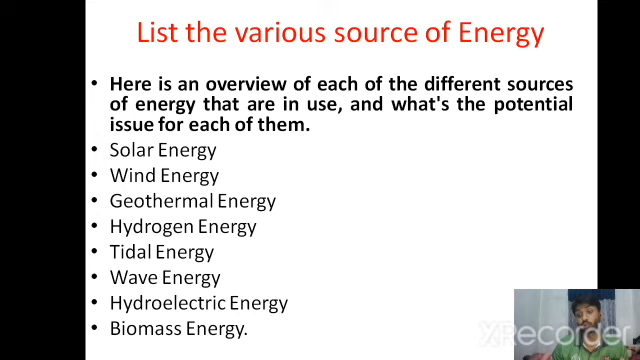 List the various source of Energy
• Here is an overview of each of the different sources
of energy that are in use, and what's the potential
issue for each of them.
• Solar Energy
• Wind Energy
• Geothermal Energy
• Hydrogen Energy
• Tidal Energy
• Wave Energy
• Hydroelectric Energy
• Biomass Energy.
XRecorder